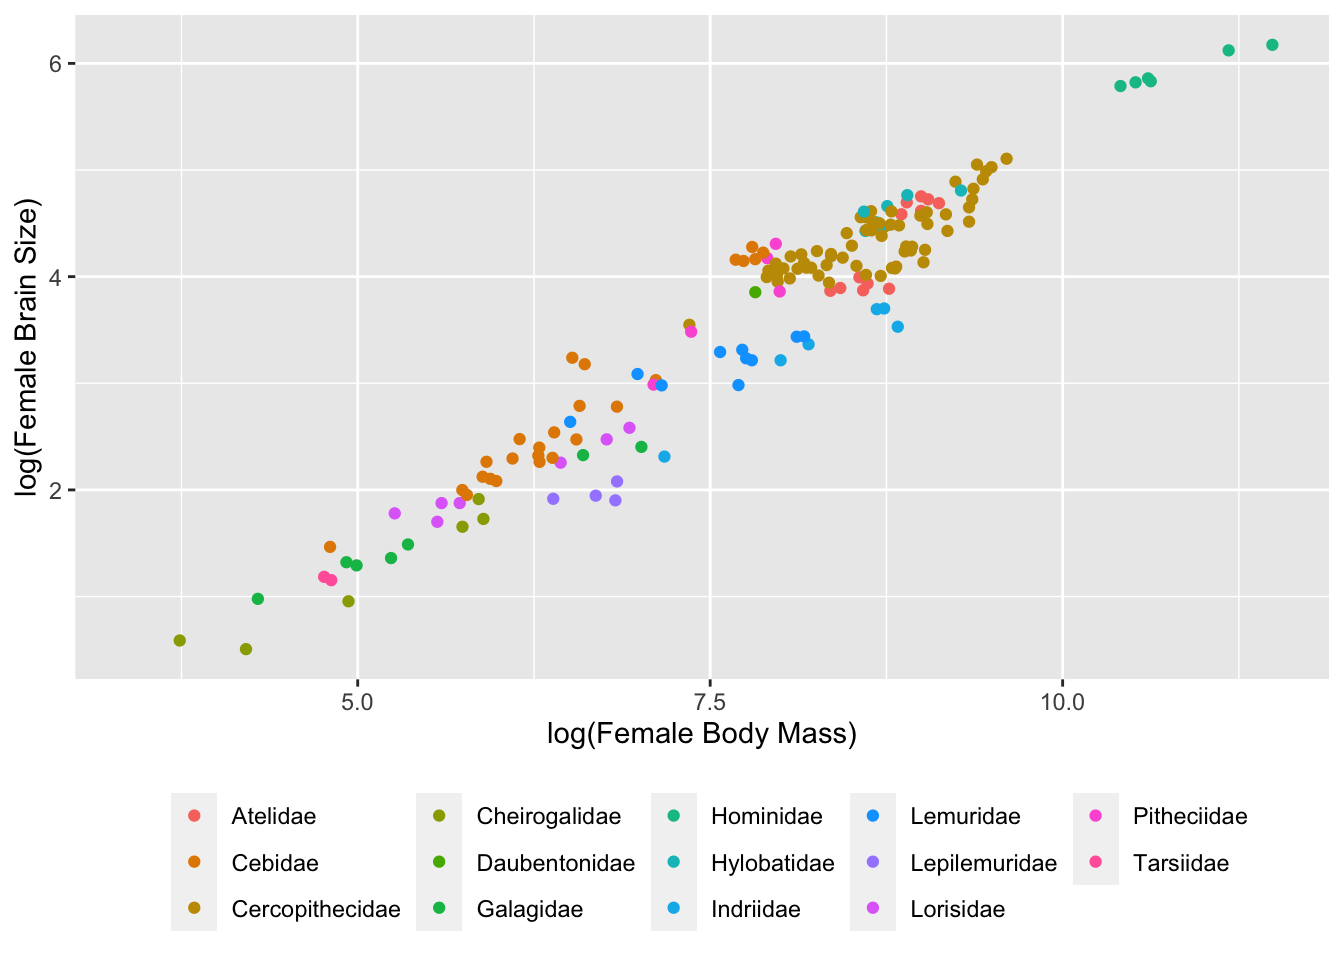 log(Female Brain Size)
6
4
2
5.0 7.5 10.0
log(Female Body Mass)
Atelidae Cheirogalidae Hominidae Lemuridae Pitheciidae
Cebidae Daubentonidae Hylobatidae Lepilemuridae Tarsiidae
Cercopithecidae Galagidae Indriidae Lorisidae